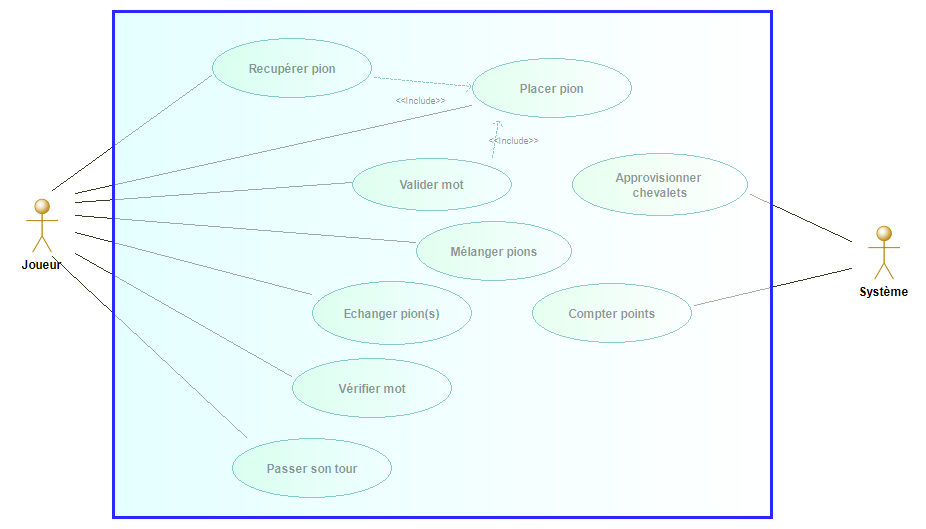 Recupérer pion
Placer pion
<<Include>>
<<Include>>
Valider mot
Approvisionner
chevalets
Mélanger pions
Joueur
Système
Echanger pion(s)
Compter points
Vérifier mot
Passer son tour